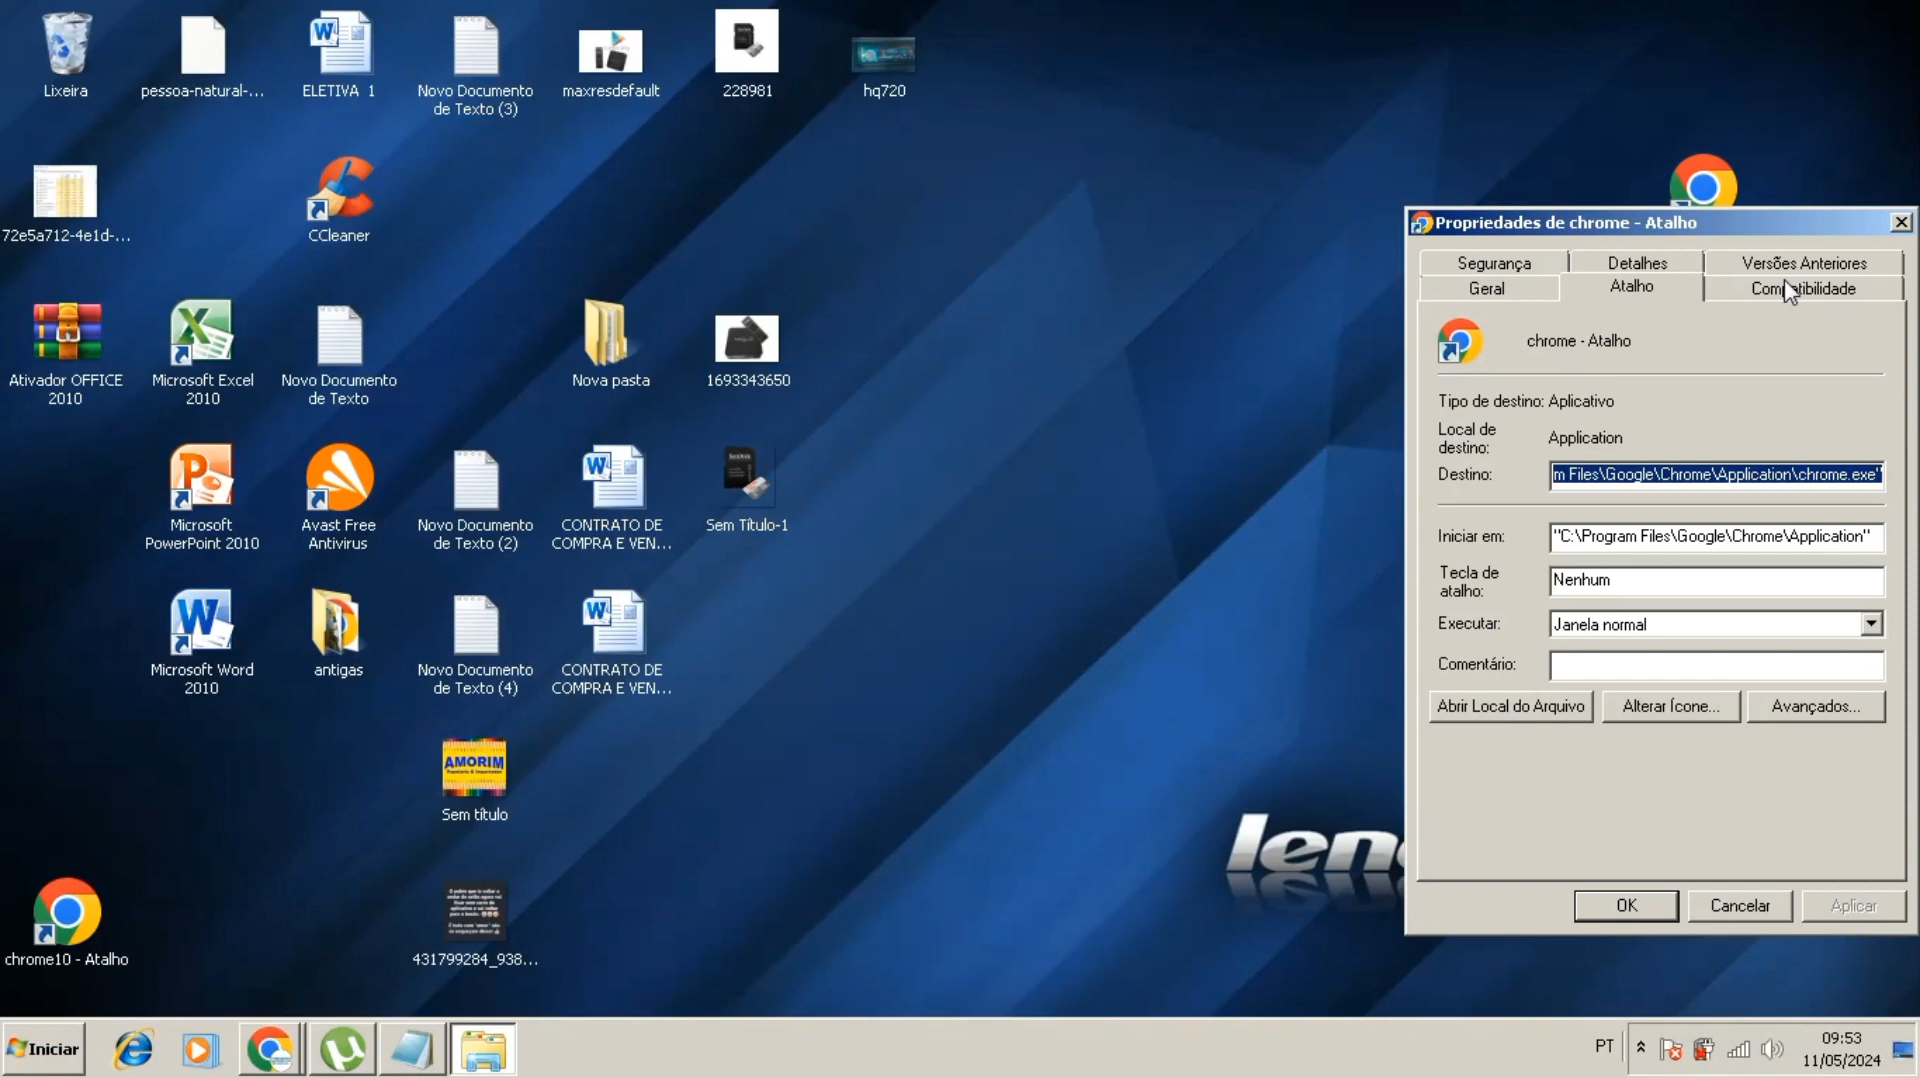 Lixeira
pessoa-natural-...
ELETIVA 1
Novo Documento
de Texto (3)
maxresdefault
228981
hq720
72e5a712-4e1d-...
CCleaner
Ativador OFFICE
2010
Microsoft Excel
2010
Novo Documento
de Texto
Nova pasta
1693343650
Microsoft
PowerPoint 2010
Avast Free
Antivirus
Novo Documento
de Texto (2)
CONTRATO DE
COMPRA E VEN...
Sem Título-1
Microsoft Word
2010
antigas
Novo Documento
de Texto (4)
CONTRATO DE
COMPRA E VEN...
AMORIM
Sem título
chrome10 - Atalho
431799284_938...
Propriedades de chrome - Atalho
Segurança
Detalhes
Versões Anteriores
Geral
Atalho
Compatibilidade
chrome - Atalho
Tipo de destino: Aplicativo
Local de
destino:
Application
Destino:
m Files\Google\Chrome\Application\chrome.exe"
Iniciar em:
"C:\Program Files\Google\Chrome\Application"
Tecla de
atalho:
Nenhum
Executar:
Janela normal
Comentário:
Abrir Local do Arquivo
Alterar Ícone...
Avançados...
OK
Cancelar
Aplicar
Iniciar
PT
09:53
11/05/2024